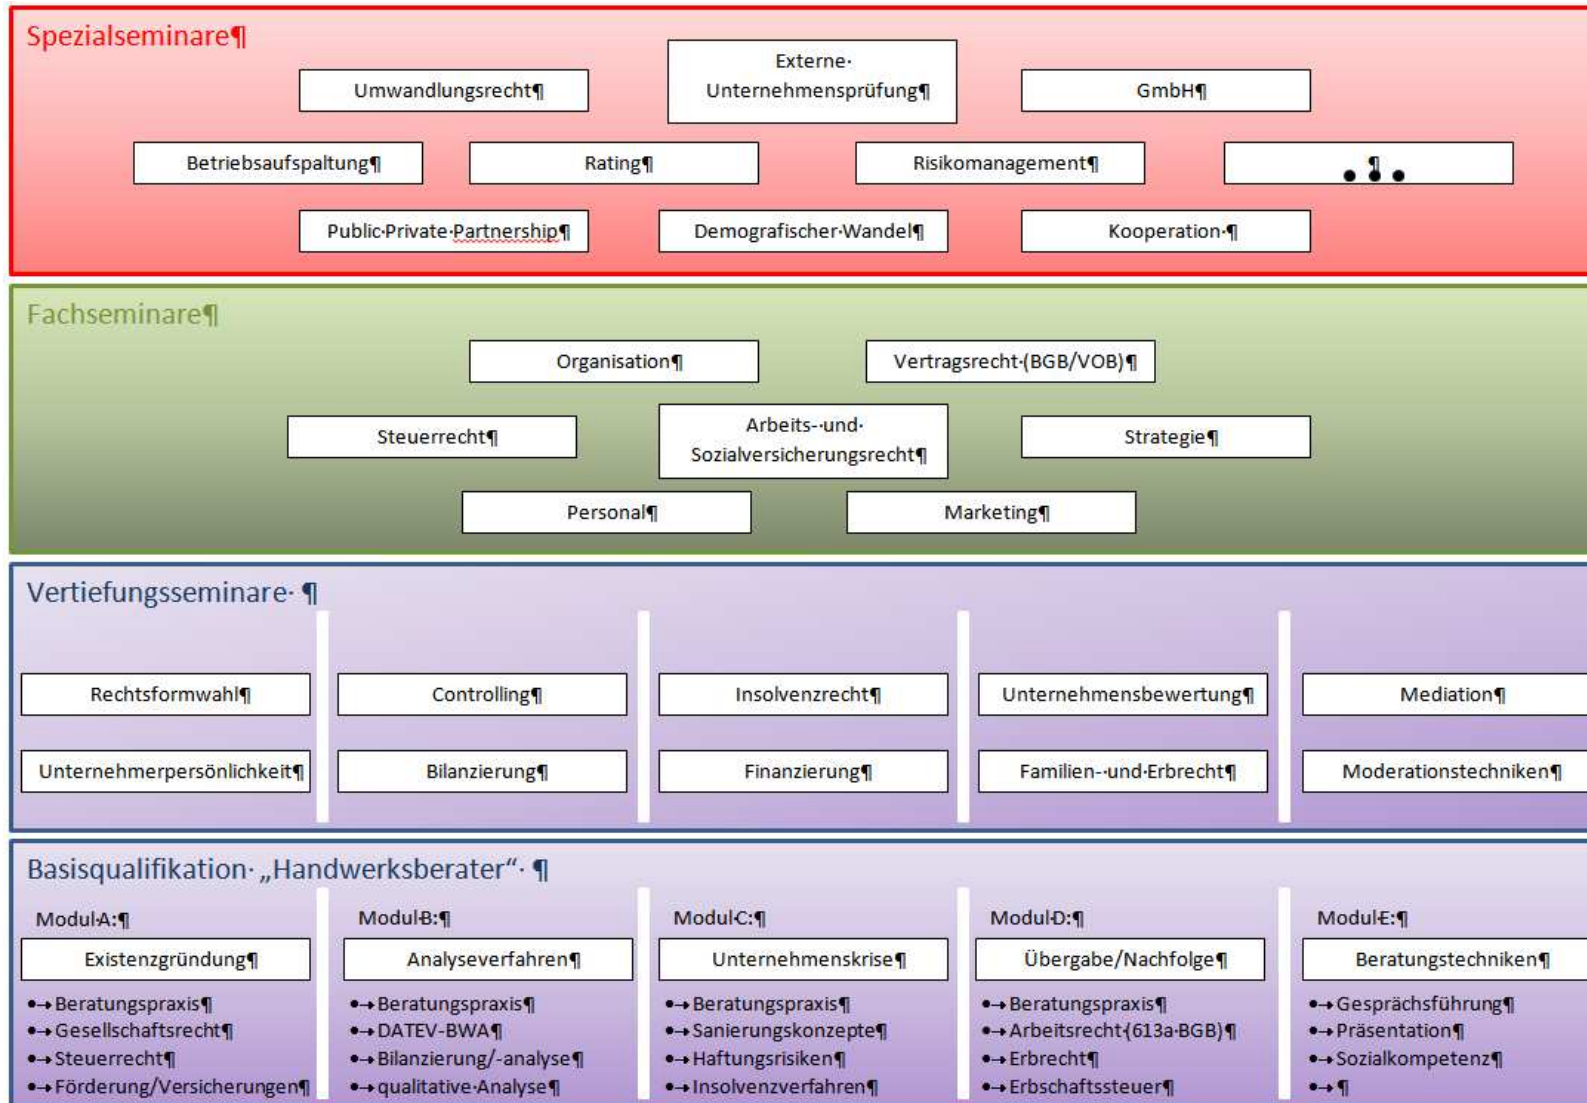 Spezialseminare¶
Externe·
Umwandlungsrecht¶ Unternehmensprüfung¶ GmbH¶
Betriebsaufspaltung¶ Rating¶ Risikomanagement¶ ¶
● ● ●
Public·Private·Partnership¶ Demografischer·Wandel¶ Kooperation·¶
Fachseminare¶
Organisation¶ Vertragsrecht·(BGB/VOB)¶
Steuerrecht¶ Arbeits-·und· Strategie¶
Sozialversicherungsrecht¶
Personal¶ Marketing¶
Vertiefungsseminare· ¶
Rechtsformwahl¶ Controlling¶ Insolvenzrecht¶ Unternehmensbewertung¶ Mediation¶
Unternehmerpersönlichkeit¶ Bilanzierung¶ Finanzierung¶ Familien-·und·Erbrecht¶ Moderationstechniken¶
Basisqualifikation· „Handwerksberater“· ¶
Modul·A:¶
Existenzgründung¶
●→Beratungspraxis¶
●→Gesellschaftsrecht¶
●→Steuerrecht¶
●→Förderung/Versicherungen¶
Modul·B:¶
Analyseverfahren¶
●→Beratungspraxis¶
●→DATEV-BWA¶
●→Bilanzierung/-analyse¶
●→qualitative·Analyse¶
Modul·C:¶
Unternehmenskrise¶
●→Beratungspraxis¶
●→Sanierungskonzepte¶
●→Haftungsrisiken¶
●→Insolvenzverfahren¶
Modul·D:¶
Übergabe/Nachfolge¶
●→Beratungspraxis¶
●→Arbeitsrecht·(613a·BGB)¶
●→Erbrecht¶
●→Erbschaftssteuer¶
Modul·E:¶
Beratungstechniken¶
●→Gesprächsführung¶
●→Präsentation¶
●→Sozialkompetenz¶
●→¶